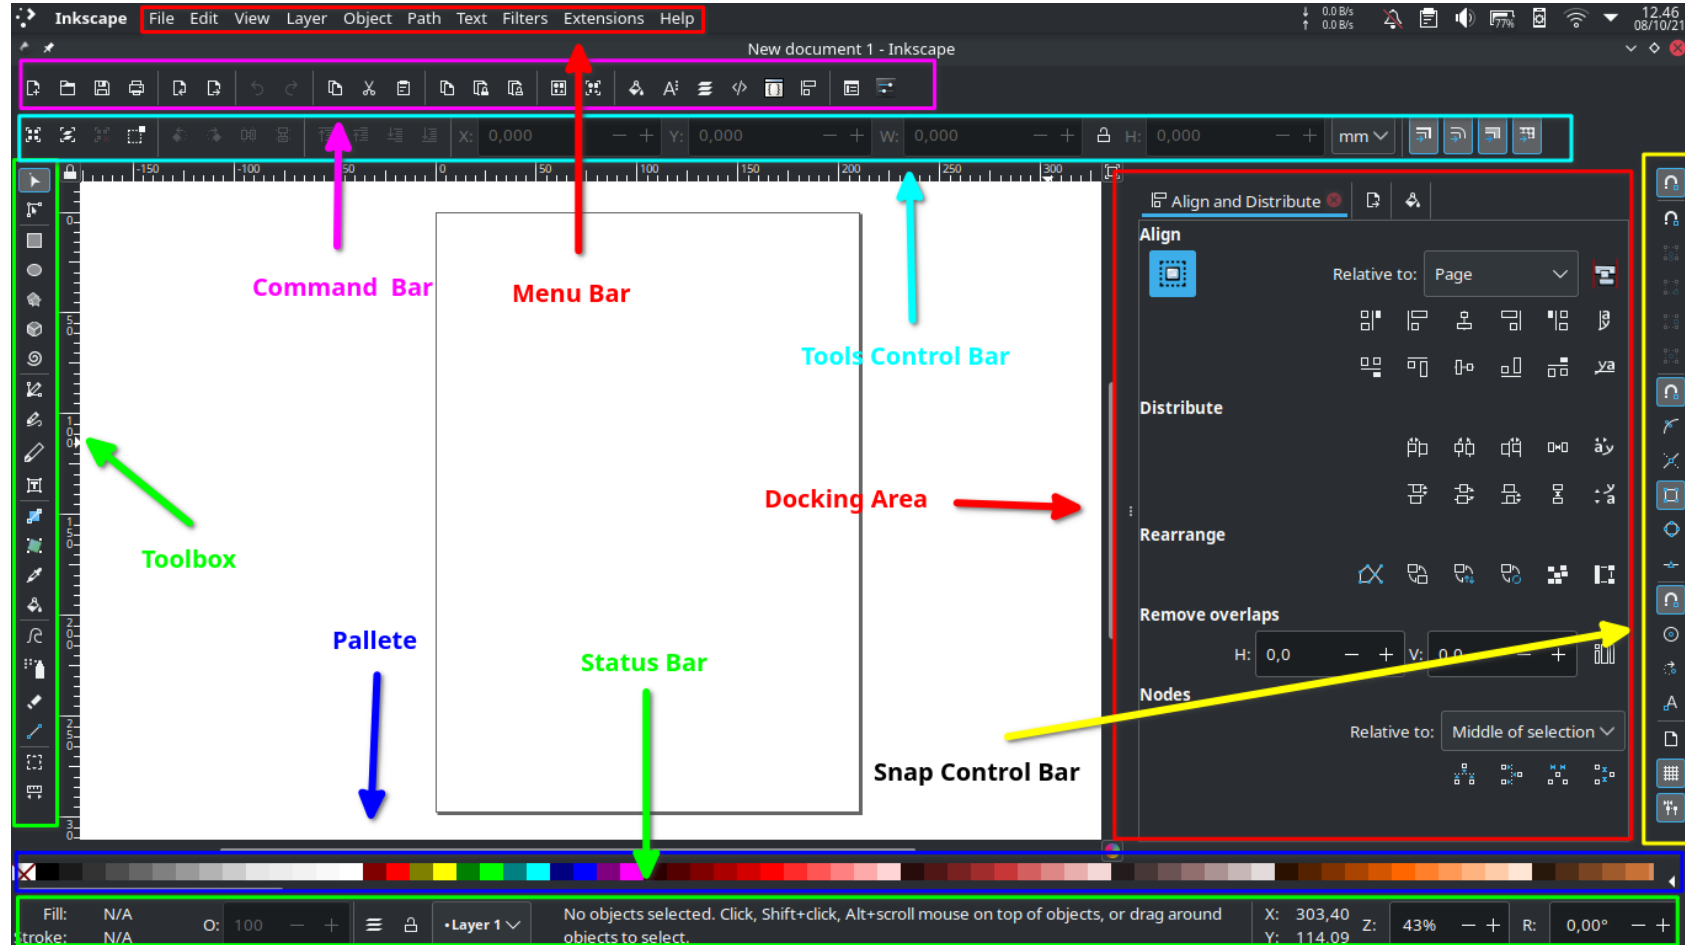 Inkscape File Edit View Layer Object Path Text Filters Extensions Help
0.0 B/s
0.0 B/s
77%
12.46
08/10/21
New document 1 - Inkscape
X: 0,000 Y: 0,000 W: 0,000 H: 0,000 mm
-150 -100 -50 0 50 100 150 200 250 300
Align and Distribute
Align
Relative to: Page
Command Bar
Menu Bar
Tools Control Bar
Distribute
Docking Area
Rearrange
Toolbox
Remove overlaps
H: 0,0 V: 0,0
Pallete
Status Bar
Nodes
Relative to: Middle of selection
Snap Control Bar
Fill: N/A
Stroke: N/A
O: 100
•Layer 1
No objects selected. Click, Shift+click, Alt+scroll mouse on top of objects, or drag around
objects to select.
X: 303,40
Y: 114,09
Z: 43%
R: 0,00°